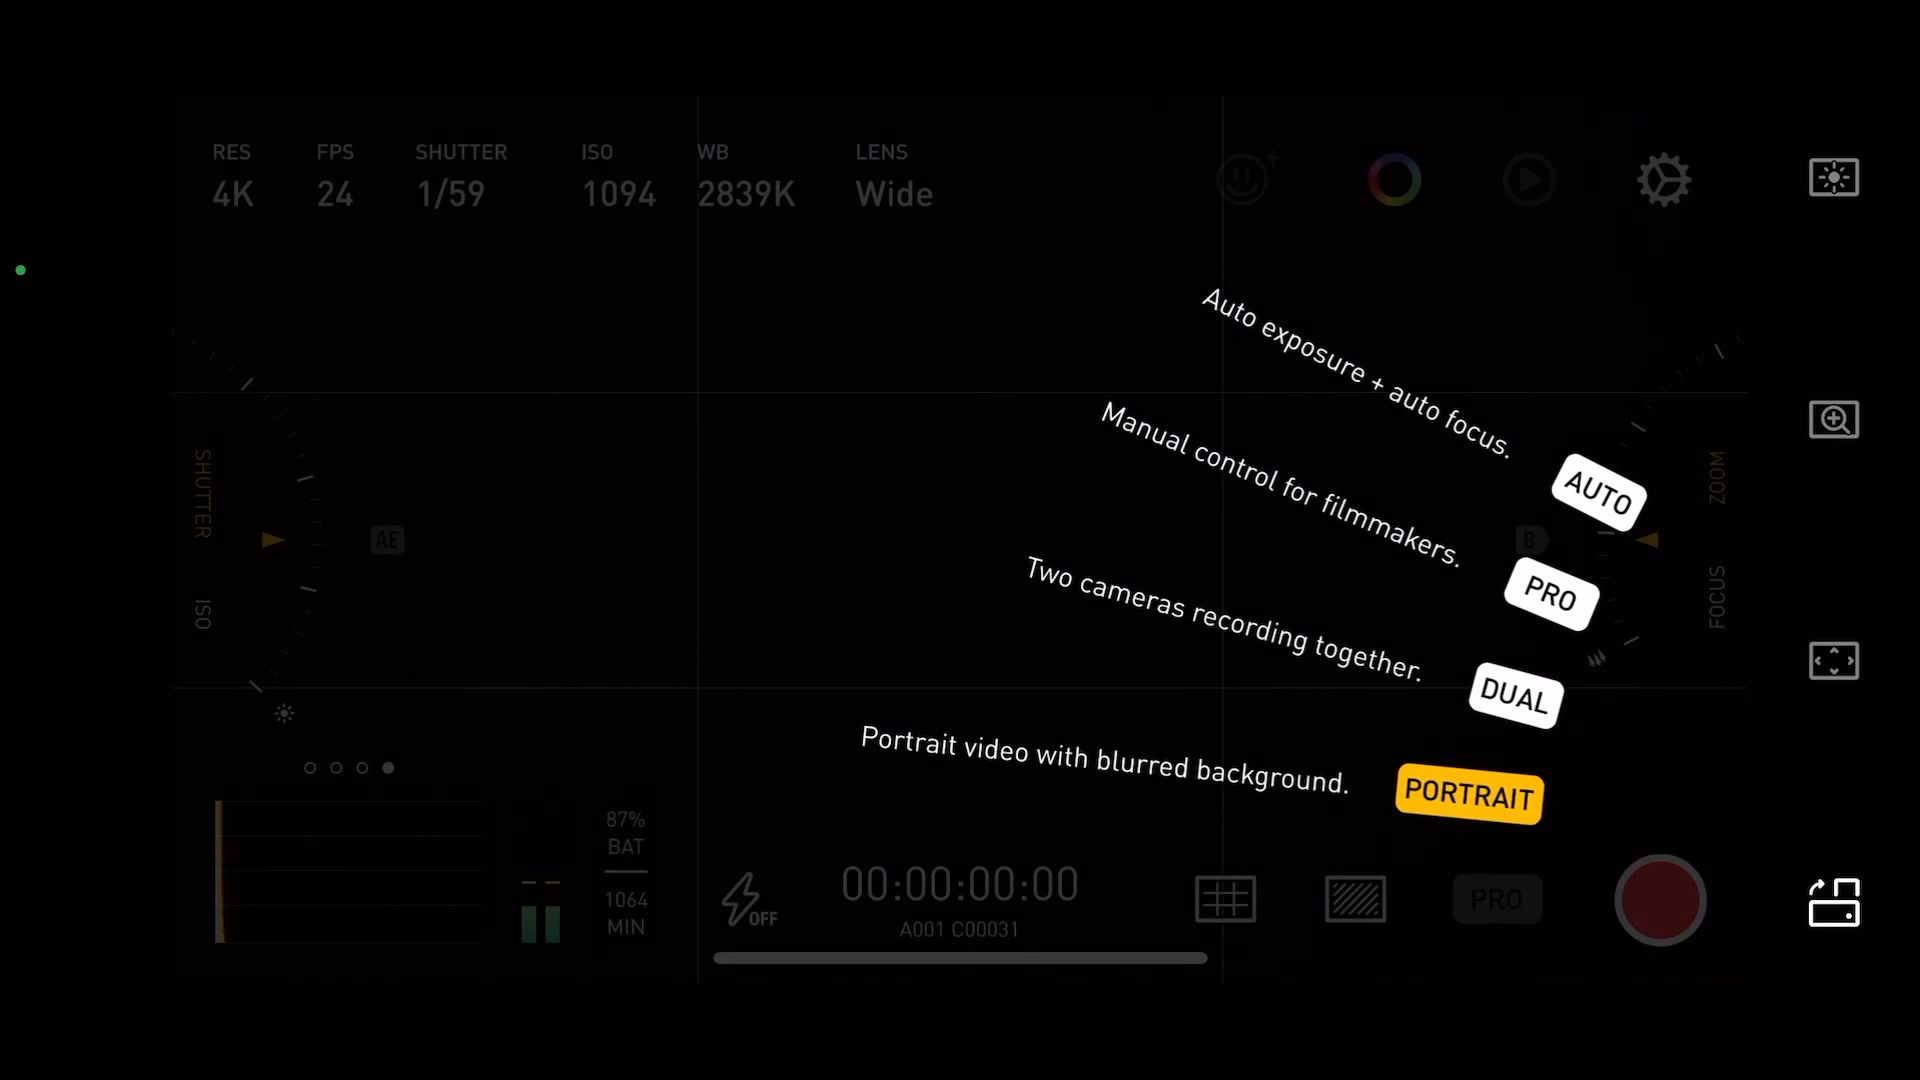 RES FPS SHUTTER ISO WB LENS
4K 24 1/59 1094 2839K Wide
Auto exposure + auto focus.
AUTO
Manual control for filmmakers.
PRO
Two cameras recording together.
DUAL
Portrait video with blurred background.
PORTRAIT
SHUTTER
ISO
AE
B
ZOOM
FOCUS
87%
BAT
1064
MIN
OFF
00:00:00:00
A001 C00031
PRO